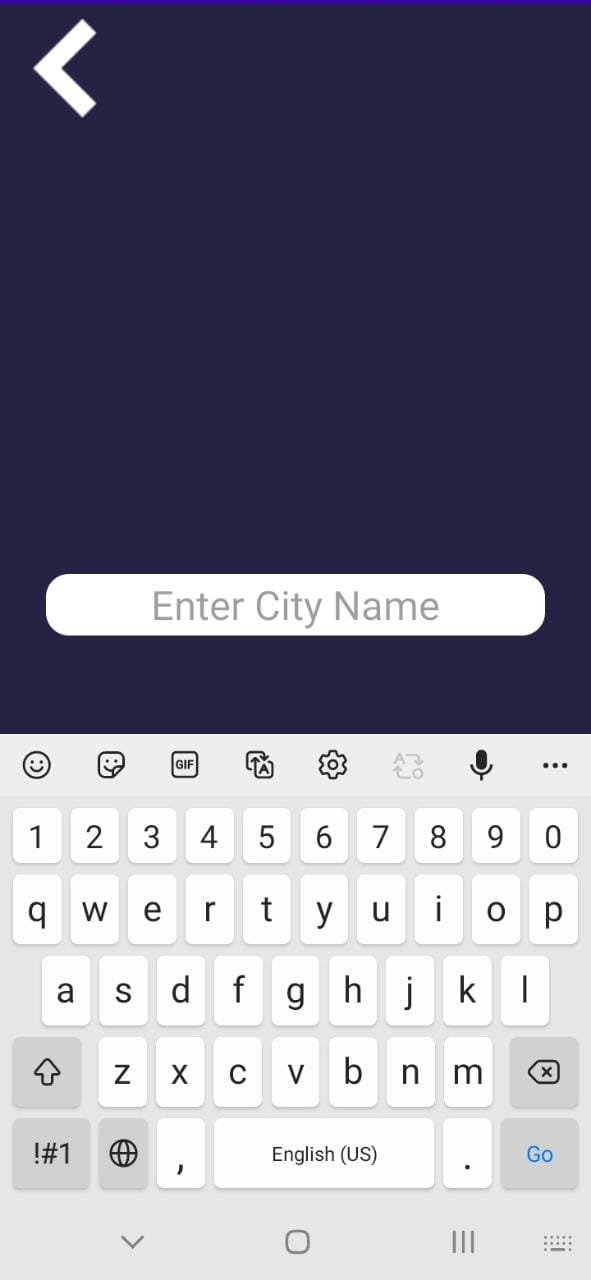 Enter City Name
GIF
1 2 3 4 5 6 7 8 9 0
q w e r t y u i o p
a s d f g h j k l
z x c v b n m
!#1 , English (US) . Go